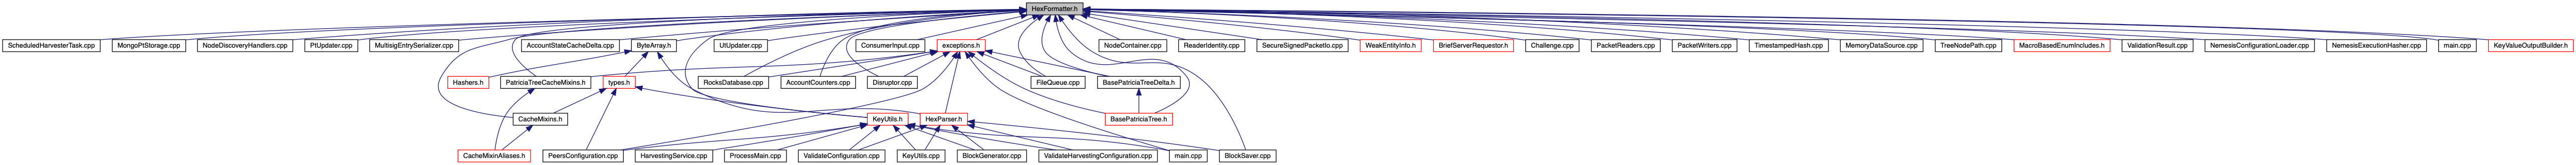 HexFormatter.h
ScheduledHarvesterTask.cpp
MongoPtStorage.cpp
NodeDiscoveryHandlers.cpp
PtUpdater.cpp
MultisigEntrySerializer.cpp
AccountStateCacheDelta.cpp
ByteArray.h
UtUpdater.cpp
ConsumerInput.cpp
exceptions.h
NodeContainer.cpp
ReaderIdentity.cpp
SecureSignedPacketIo.cpp
WeakEntityInfo.h
BriefServerRequestor.h
Challenge.cpp
PacketReaders.cpp
PacketWriters.cpp
TimestampedHash.cpp
MemoryDataSource.cpp
TreeNodePath.cpp
MacroBasedEnumIncludes.h
ValidationResult.cpp
NemesisConfigurationLoader.cpp
NemesisExecutionHasher.cpp
main.cpp
KeyValueOutputBuilder.h
Hashers.h
PatriciaTreeCacheMixins.h
types.h
RocksDatabase.cpp
AccountCounters.cpp
Disruptor.cpp
FileQueue.cpp
BasePatriciaTreeDelta.h
CacheMixins.h
KeyUtils.h
HexParser.h
BasePatriciaTree.h
CacheMixinAliases.h
PeersConfiguration.cpp
HarvestingService.cpp
ProcessMain.cpp
ValidateConfiguration.cpp
KeyUtils.cpp
BlockGenerator.cpp
ValidateHarvestingConfiguration.cpp
main.cpp
BlockSaver.cpp